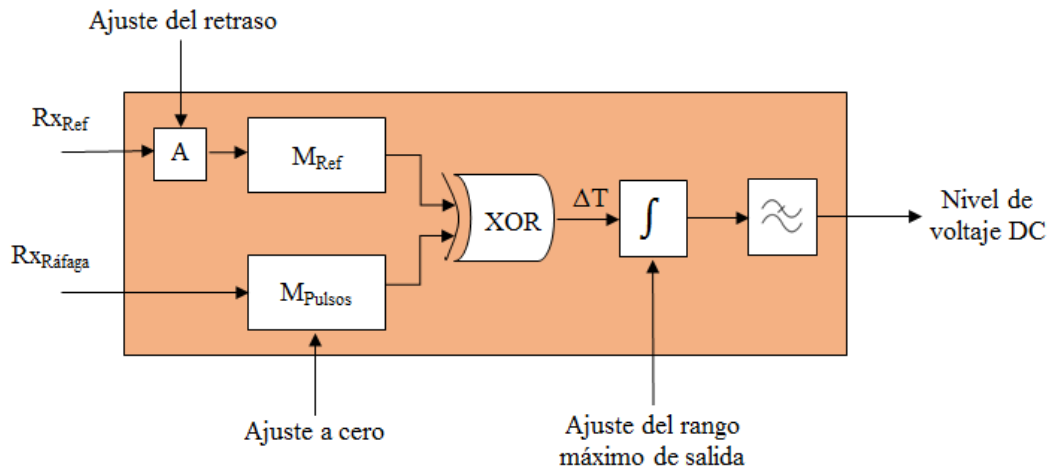 Ajuste del retraso
RxRef
A
MRef
XOR
ΔT
∫
Nivel de
voltaje DC
RxRáfaga
MPulsos
Ajuste a cero
Ajuste del rango
máximo de salida